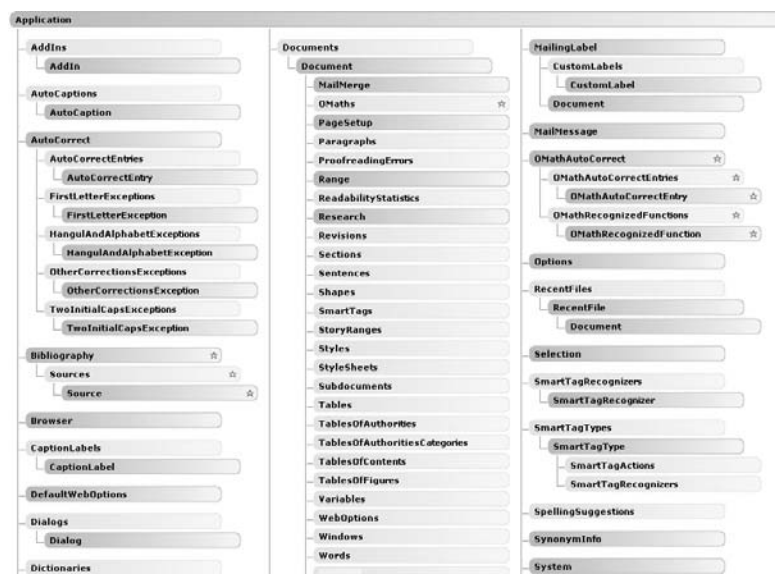 Application
AddIns
AddIn
AutoCaptions
AutoCaption
AutoCorrect
AutoCorrectEntries
AutoCorrectEntry
FirstLetterExceptions
FirstLetterException
HangulAndAlphabetExceptions
HangulAndAlphabetException
OtherCorrectionsExceptions
OtherCorrectionsException
TwoInitialCapsExceptions
TwoInitialCapsException
Bibliography
Sources
Source
Browser
CaptionLabels
CaptionLabel
DefaultWebOptions
Dialogs
Dialog
Dictionaries
Documents
Document
MailMerge
OMaths
PageSetup
Paragraphs
ProofreadingErrors
Range
ReadabilityStatistics
Research
Revisions
Sections
Sentences
Shapes
SmartTags
StoryRanges
Styles
StyleSheets
Subdocuments
Tables
TablesOfAuthorities
TablesOfAuthoritiesCategories
TablesOfContents
TablesOfFigures
Variables
WebOptions
Windows
Words
MailingLabel
CustomLabels
CustomLabel
Document
MailMessage
OMathAutoCorrect
OMathAutoCorrectEntries
OMathAutoCorrectEntry
OMathRecognizedFunctions
OMathRecognizedFunction
Options
RecentFiles
RecentFile
Document
Selection
SmartTagRecognizers
SmartTagRecognizer
SmartTagTypes
SmartTagType
SmartTagActions
SmartTagRecognizers
SpellingSuggestions
SynonymInfo
System